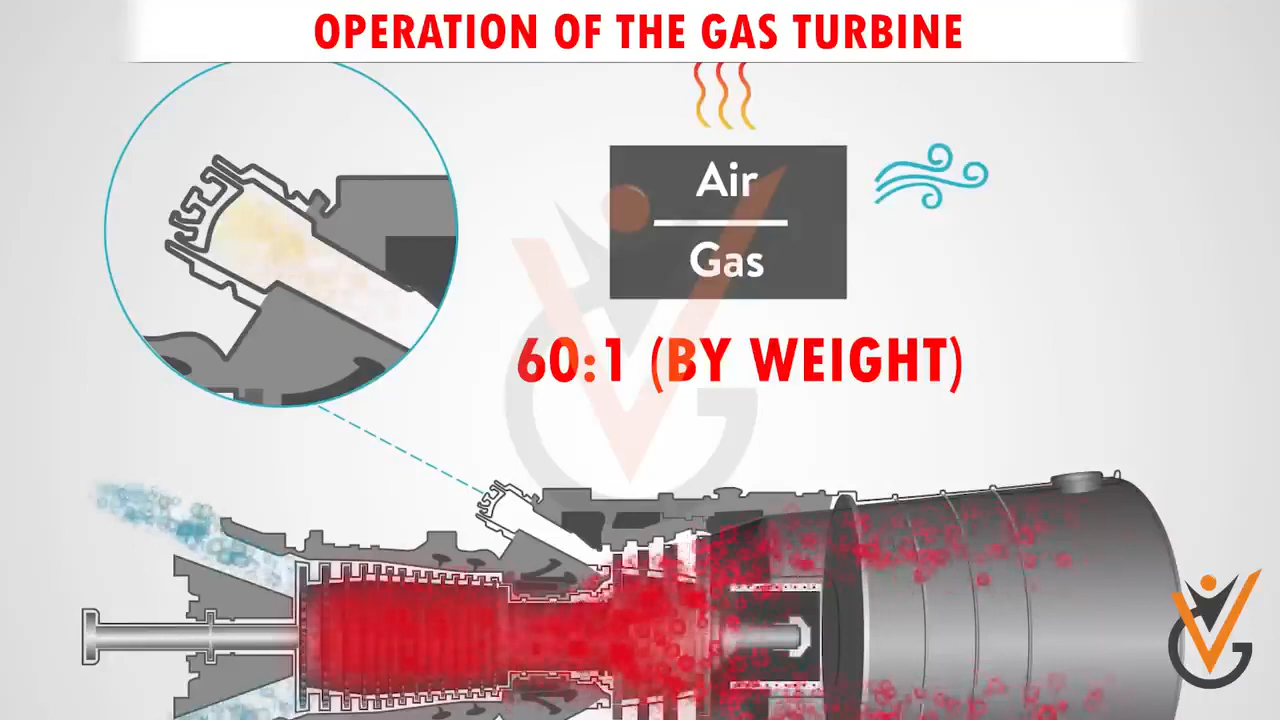 OPERATION OF THE GAS TURBINE
Air
Gas
60:1 (BY WEIGHT)